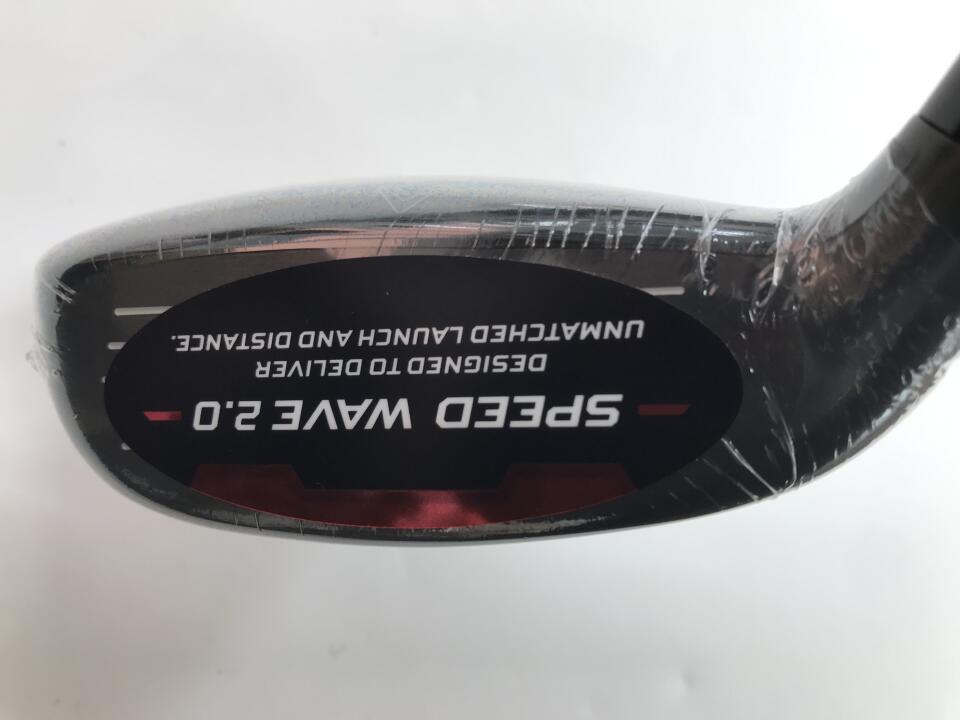 SPEED WAVE 2.0
DESIGNED TO DELIVER
UNMATCHED LAUNCH AND DISTANCE.